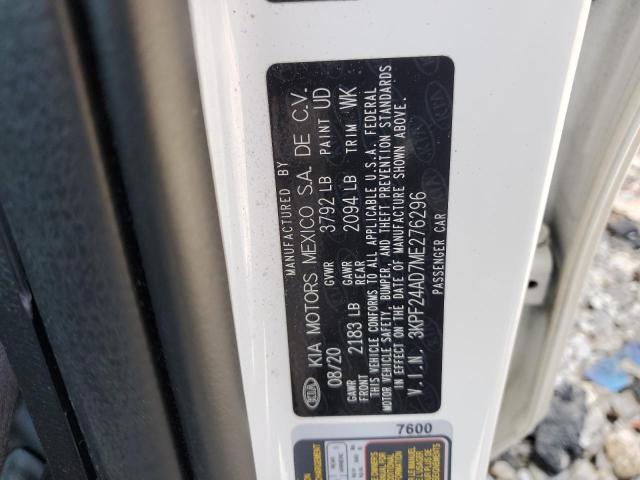 MANUFACTURED BY
KIA KIA MOTORS MEXICO S.A. DE C.V.
08/20 GVWR 3792 LB PAINT UD
GAWR FRONT 2183 LB GAWR REAR 2094 LB TRIM WK
THIS VEHICLE CONFORMS TO ALL APPLICABLE U.S.A. FEDERAL
MOTOR VEHICLE SAFETY, BUMPER, AND THEFT PREVENTION STANDARDS
IN EFFECT ON THE DATE OF MANUFACTURE SHOWN ABOVE.
V.I.N. 3KPF24AD7ME276296
PASSENGER CAR
7600